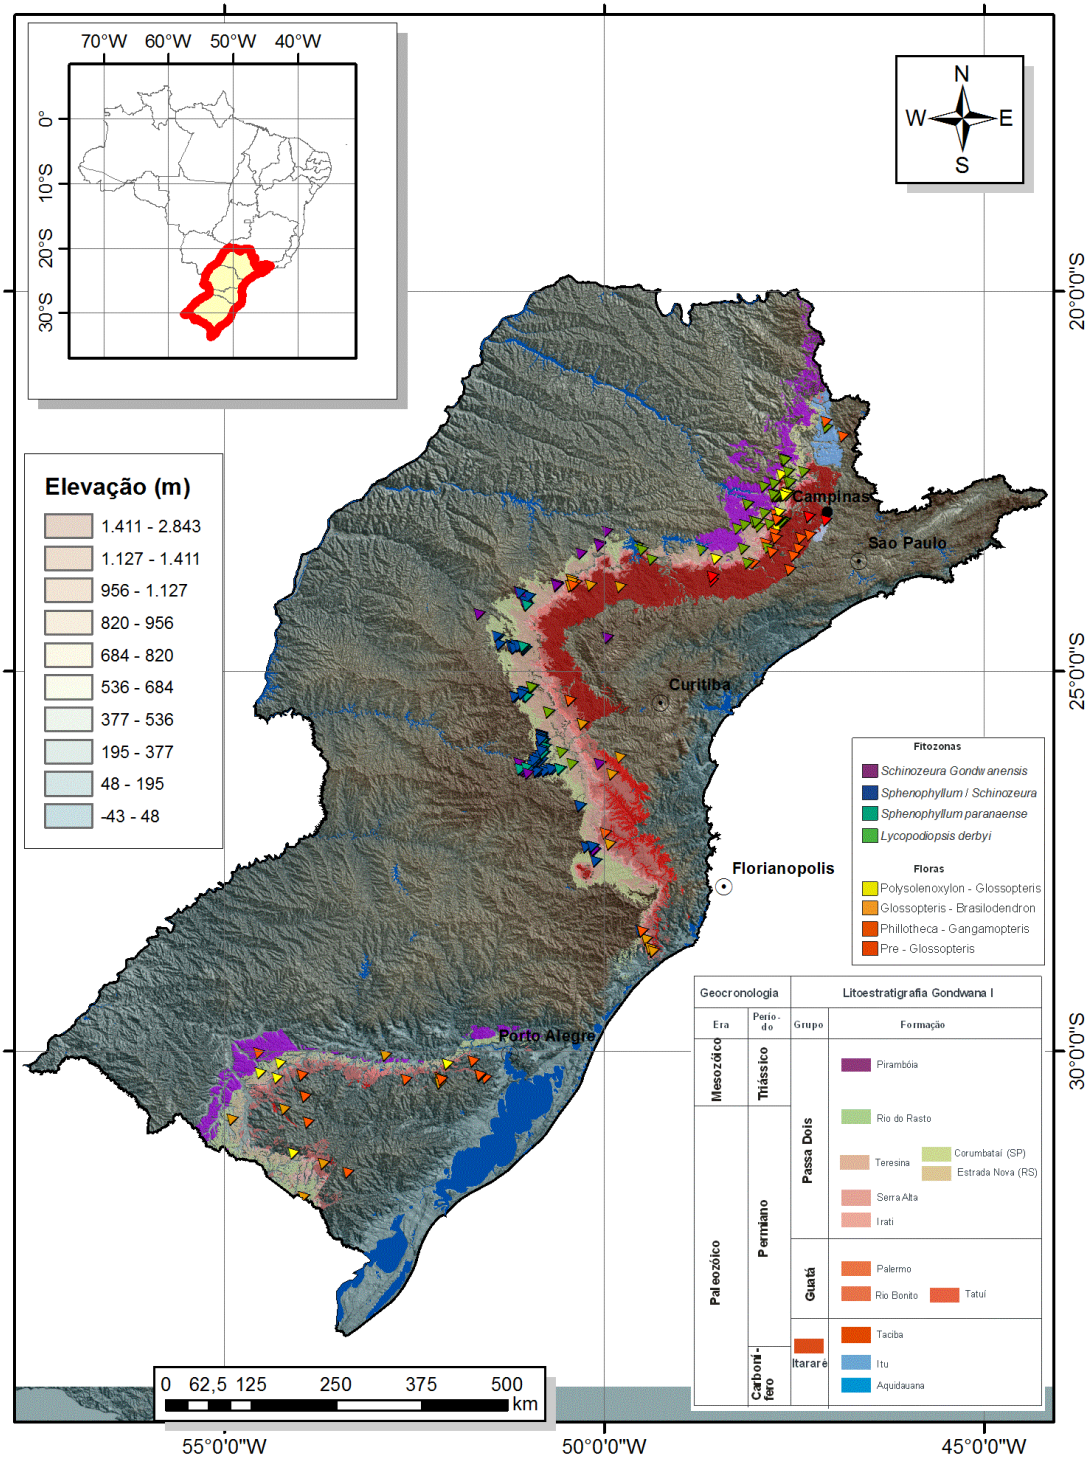 70°W 60°W 50°W 40°W
0°
10°S
20°S
30°S
N
W E
S
20°0'0"S
25°0'0"S
30°0'0"S
Elevação (m)
1.411 - 2.843
1.127 - 1.411
956 - 1.127
820 - 956
684 - 820
536 - 684
377 - 536
195 - 377
48 - 195
-43 - 48
Campinas
Sao Paulo
Curitiba
Florianopolis
Porto Alegre
Fitozonas
Schinozeura Gondwanensis
Sphenophyllum / Schinozeura
Sphenophyllum paranaense
Lycopodiopsis derbyi
Floras
Polysolenoxylon - Glossopteris
Glossopteris - Brasilodendron
Phillotheca - Gangamopteris
Pre - Glossopteris
Geocronologia
Litoestratigrafia Gondwana I
Era
Perío-
do
Grupo
Formação
Mesozóico
Triássico
Paleozóico
Permiano
Carboní-
fero
Passa Dois
Guatá
Itararé
Pirambóia
Rio do Rasto
Teresina
Corumbataí (SP)
Estrada Nova (RS)
Serra Alta
Irati
Palermo
Rio Bonito
Tatuí
Taciba
Itu
Aquidauana
0 62,5 125 250 375 500
km
55°0'0"W
50°0'0"W
45°0'0"W